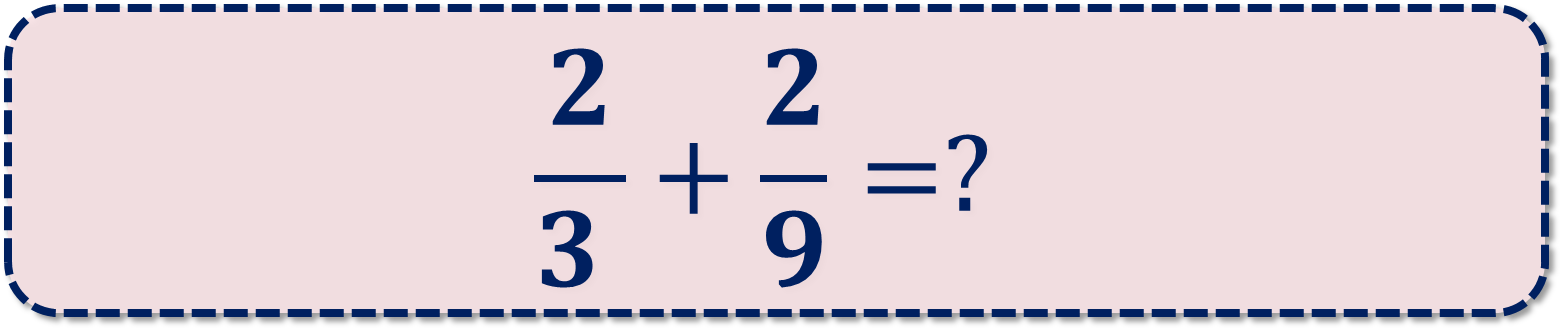 2/3 + 2/9 =?